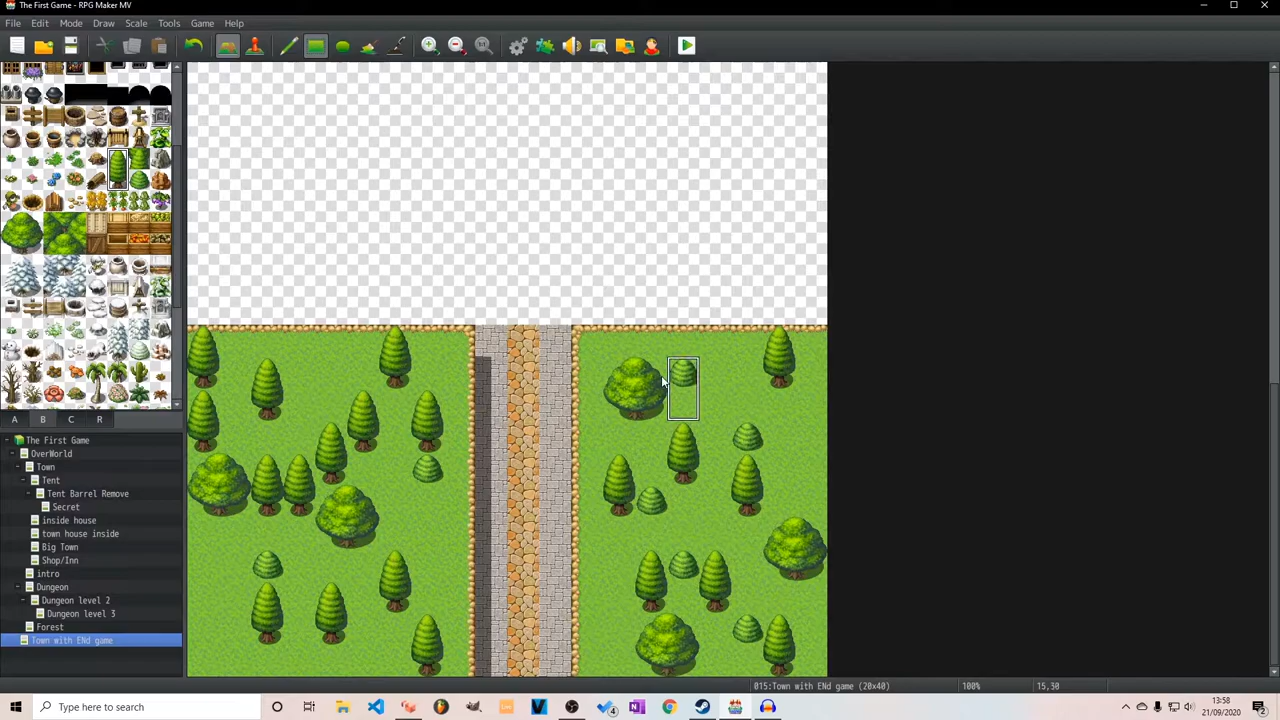 The First Game - RPG Maker MV
File Edit Mode Draw Scale Tools Game Help
A B C R
The First Game
OverWorld
Town
Tent
Tent Barrel Remove
Secret
inside house
town house inside
Big Town
Shop/Inn
intro
Dungeon
Dungeon level 2
Dungeon level 3
Forest
Town with ENd game
015:Town with ENd game (20x40) 100% 15,30
Type here to search
13:58
21/09/2020